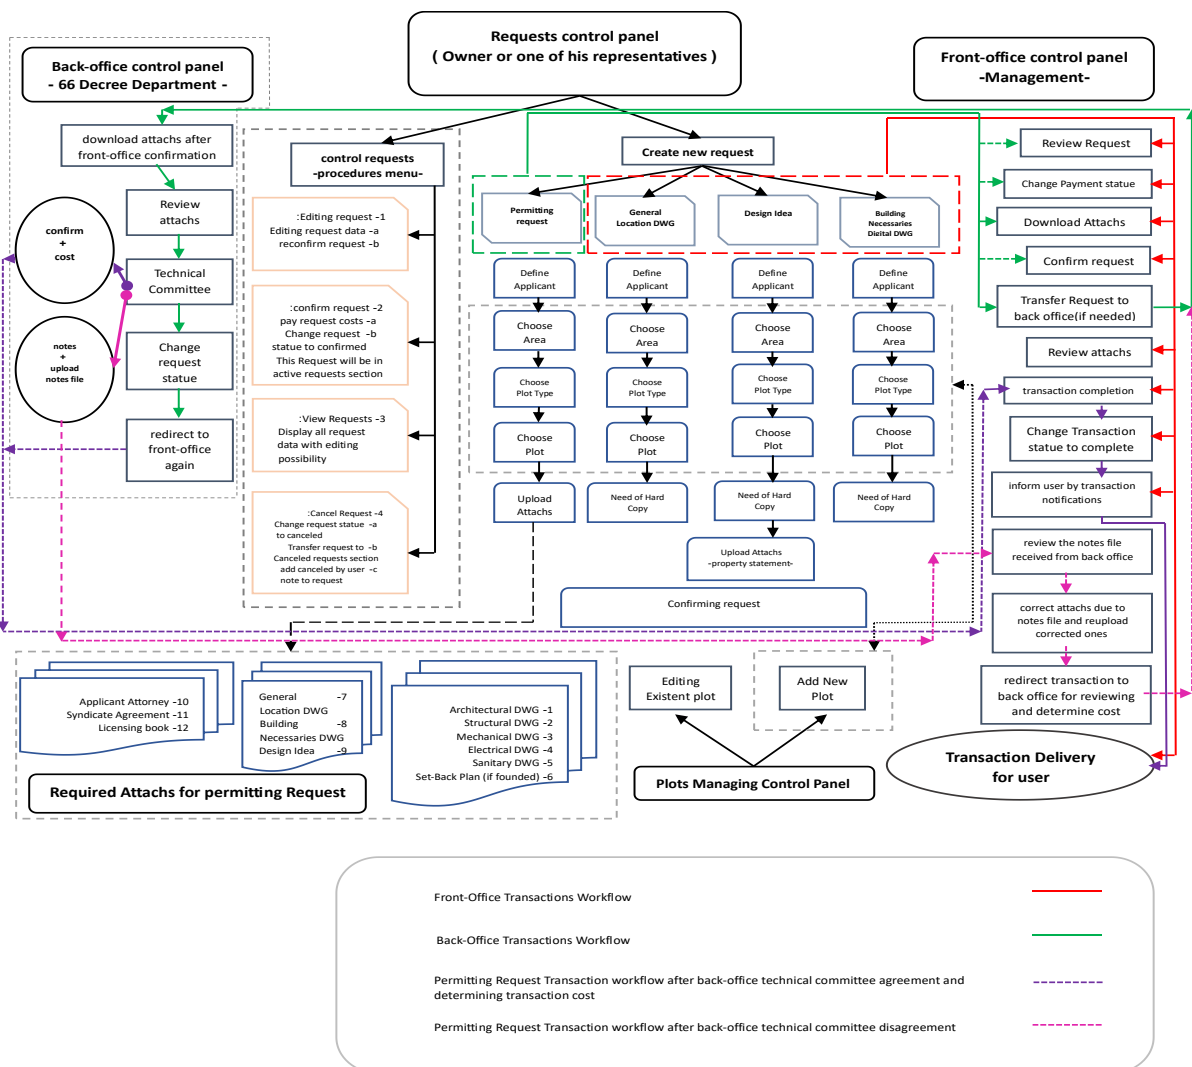 Requests control panel
( Owner or one of his representatives )
Back-office control panel
- 66 Decree Department -
Front-office control panel
-Management-
download attachs after
front-office confirmation
Review
attachs
Technical
Committee
Change
request
statue
redirect to
front-office
again
confirm
+
cost
notes
+
upload
notes file
control requests
-procedures menu-
:Editing request -1
Editing request data -a
reconfirm request -b
:confirm request -2
pay request costs -a
Change request -b
statue to confirmed
This Request will be in
active requests section
:View Requests -3
Display all request
data with editing
possibility
:Cancel Request -4
Change request statue -a
to canceled
Transfer request to -b
Canceled requests section
add canceled by user -c
note to request
Create new request
Permitting
request
General
Location DWG
Design Idea
Building
Necessaries
Digital DWG
Define
Applicant
Define
Applicant
Define
Applicant
Define
Applicant
Choose
Area
Choose
Area
Choose
Area
Choose
Area
Choose
Plot Type
Choose
Plot Type
Choose
Plot Type
Choose
Plot Type
Choose
Plot
Choose
Plot
Choose
Plot
Choose
Plot
Upload
Attachs
Need of Hard
Copy
Need of Hard
Copy
Need of Hard
Copy
Upload Attachs
-property statement-
Confirming request
Review Request
Change Payment statue
Download Attachs
Confirm request
Transfer Request to
back office(if needed)
Review attachs
transaction completion
Change Transaction
statue to complete
inform user by transaction
notifications
review the notes file
received from back office
correct attachs due to
notes file and reupload
corrected ones
redirect transaction to
back office for reviewing
and determine cost
Transaction Delivery
for user
Applicant Attorney -10
Syndicate Agreement -11
Licensing book -12
General -7
Location DWG
Building -8
Necessaries DWG
Design Idea -9
Architectural DWG -1
Structural DWG -2
Mechanical DWG -3
Electrical DWG -4
Sanitary DWG -5
Set-Back Plan (if founded) -6
Required Attachs for permitting Request
Editing
Existent plot
Add New
Plot
Plots Managing Control Panel
Front-Office Transactions Workflow
Back-Office Transactions Workflow
Permitting Request Transaction workflow after back-office technical committee agreement and
determining transaction cost
Permitting Request Transaction workflow after back-office technical committee disagreement